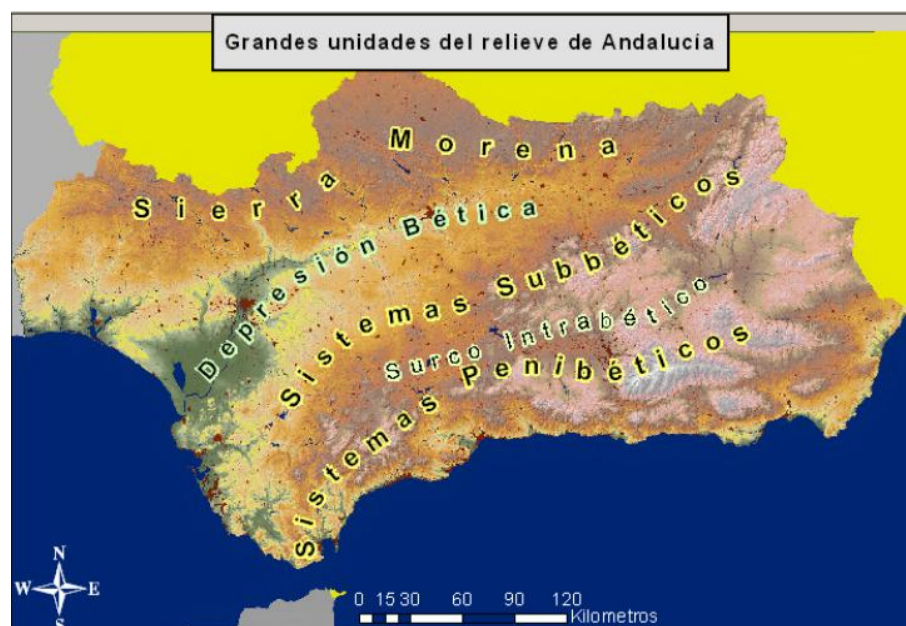 Grandes unidades del relieve de Andalucía
Sierra Morena
Depresión Bética
Sistemas Subbéticos
Surco Intrabético
Sistemas Penibéticos
N
W E
S
0 15 30 60 90 120
Kilometros